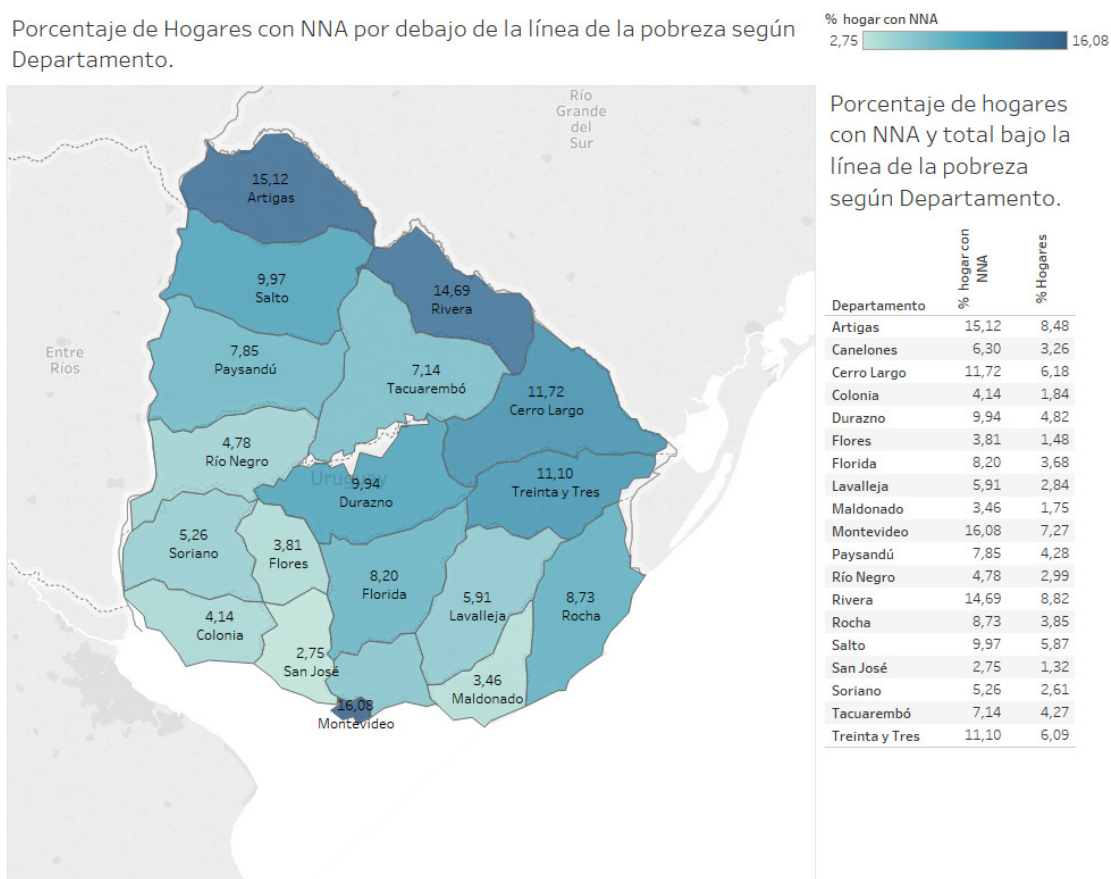 Porcentaje de Hogares con NNA por debajo de la línea de la pobreza según
Departamento.
% hogar con NNA
2,75 16,08
Río
Grande
del
Sur
15,12
Artigas
9,97
Salto
14,69
Rivera
Entre
Ríos
7,85
Paysandú
7,14
Tacuarembó
11,72
Cerro Largo
4,78
Río Negro
Uruguay
9,94
Durazno
11,10
Treinta y Tres
5,26
Soriano
3,81
Flores
8,20
Florida
5,91
Lavalleja
8,73
Rocha
4,14
Colonia
2,75
San José
3,46
Maldonado
16,08
Montevideo
Porcentaje de hogares
con NNA y total bajo la
línea de la pobreza
según Departamento.
Departamento % hogar con NNA % Hogares
Artigas 15,12 8,48
Canelones 6,30 3,26
Cerro Largo 11,72 6,18
Colonia 4,14 1,84
Durazno 9,94 4,82
Flores 3,81 1,48
Florida 8,20 3,68
Lavalleja 5,91 2,84
Maldonado 3,46 1,75
Montevideo 16,08 7,27
Paysandú 7,85 4,28
Río Negro 4,78 2,99
Rivera 14,69 8,82
Rocha 8,73 3,85
Salto 9,97 5,87
San José 2,75 1,32
Soriano 5,26 2,61
Tacuarembó 7,14 4,27
Treinta y Tres 11,10 6,09